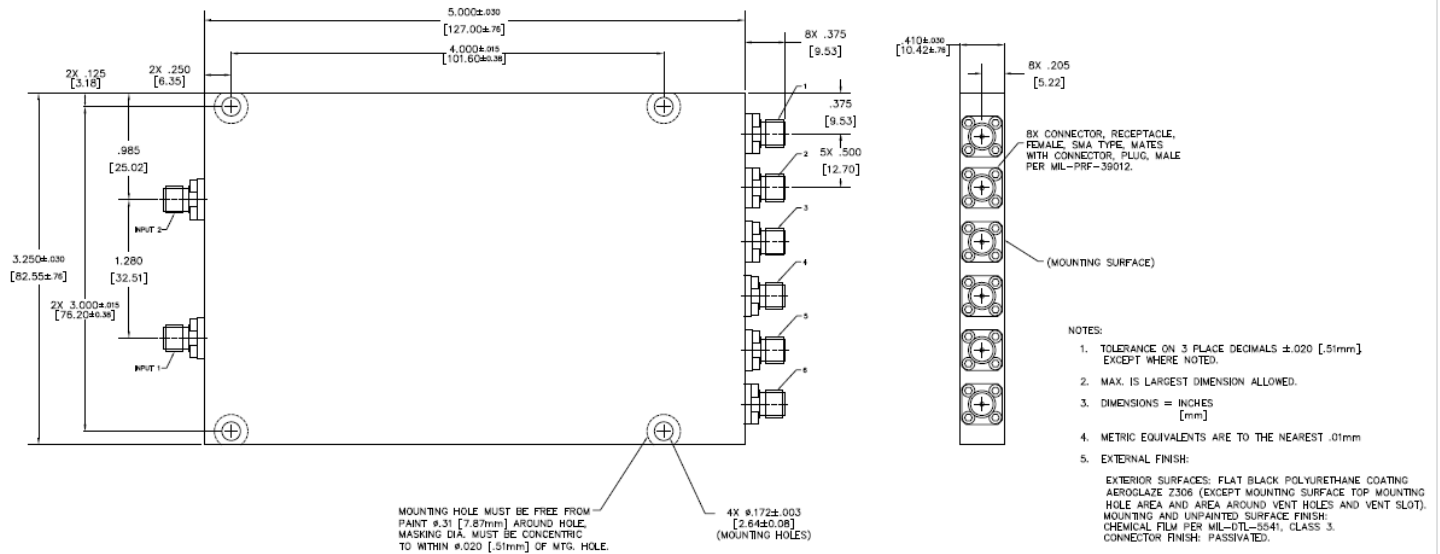 5.000±.030
[127.00±.76]
4.000±.015
[101.60±0.38]
8X .375
[9.53]
.410±.030
[10.42±.76]
8X .205
[5.22]
2X .125
[3.18]
2X .250
[6.35]
1
.375
[9.53]
.985
[25.02]
2
5X .500
[12.70]
8X CONNECTOR, RECEPTACLE,
FEMALE, SMA TYPE, MATES
WITH CONNECTOR, PLUG, MALE
PER MIL-PRF-39012.
INPUT 2
3
3.250±.030
[82.55±.76]
1.280
[32.51]
(MOUNTING SURFACE)
4
2X 3.000±.015
[76.20±0.38]
INPUT 1
5
6
NOTES:
1. TOLERANCE ON 3 PLACE DECIMALS ±.020 [.51mm]
EXCEPT WHERE NOTED.
2. MAX. IS LARGEST DIMENSION ALLOWED.
3. DIMENSIONS = INCHES
[mm]
4. METRIC EQUIVALENTS ARE TO THE NEAREST .01mm
5. EXTERNAL FINISH:
EXTERIOR SURFACES: FLAT BLACK POLYURETHANE COATING
AEROGLAZE Z306 (EXCEPT MOUNTING SURFACE TOP MOUNTING
HOLE AREA AND AREA AROUND VENT HOLES AND VENT SLOT).
MOUNTING AND UNPAINTED SURFACE FINISH:
CHEMICAL FILM PER MIL-DTL-5541, CLASS 3.
CONNECTOR FINISH: PASSIVATED.
MOUNTING HOLE MUST BE FREE FROM
PAINT ø.31 [7.87mm] AROUND HOLE,
MASKING DIA. MUST BE CONCENTRIC
TO WITHIN ø.020 [.51mm] OF MTG. HOLE.
4X ø.172±.003
[2.64±0.08]
(MOUNTING HOLES)